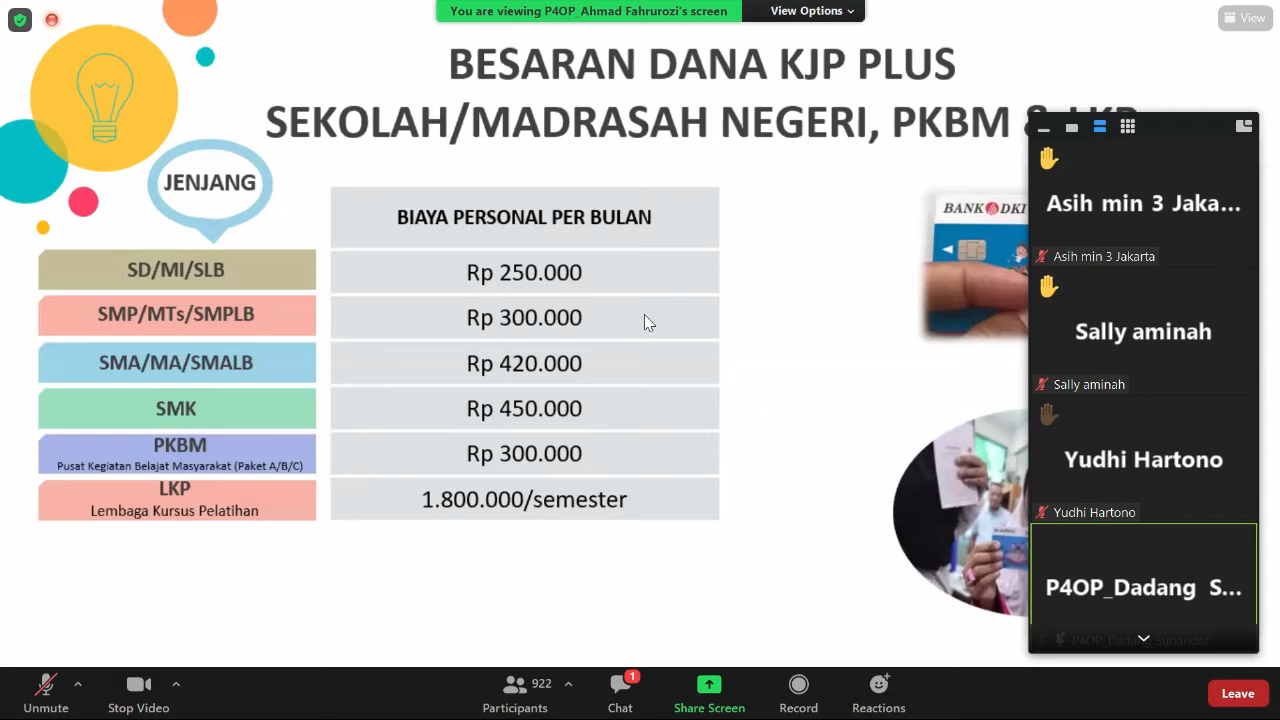 You are viewing P4OP_Ahmad Fahrurozi's screen
View Options
View
BESARAN DANA KJP PLUS
SEKOLAH/MADRASAH NEGERI, PKBM & LKP
JENJANG
BIAYA PERSONAL PER BULAN
SD/MI/SLB
Rp 250.000
SMP/MTs/SMPLB
Rp 300.000
SMA/MA/SMALB
Rp 420.000
SMK
Rp 450.000
PKBM
Pusat Kegiatan Belajat Masyarakat (Paket A/B/C)
Rp 300.000
LKP
Lembaga Kursus Pelatihan
1.800.000/semester
BANK DKI
Asih min 3 Jaka...
Asih min 3 Jakarta
Sally aminah
Sally aminah
Yudhi Hartono
Yudhi Hartono
P4OP_Dadang S...
P4OP_Dadang Sunandar
Unmute
Stop Video
922
Participants
1
Chat
Share Screen
Record
Reactions
Leave